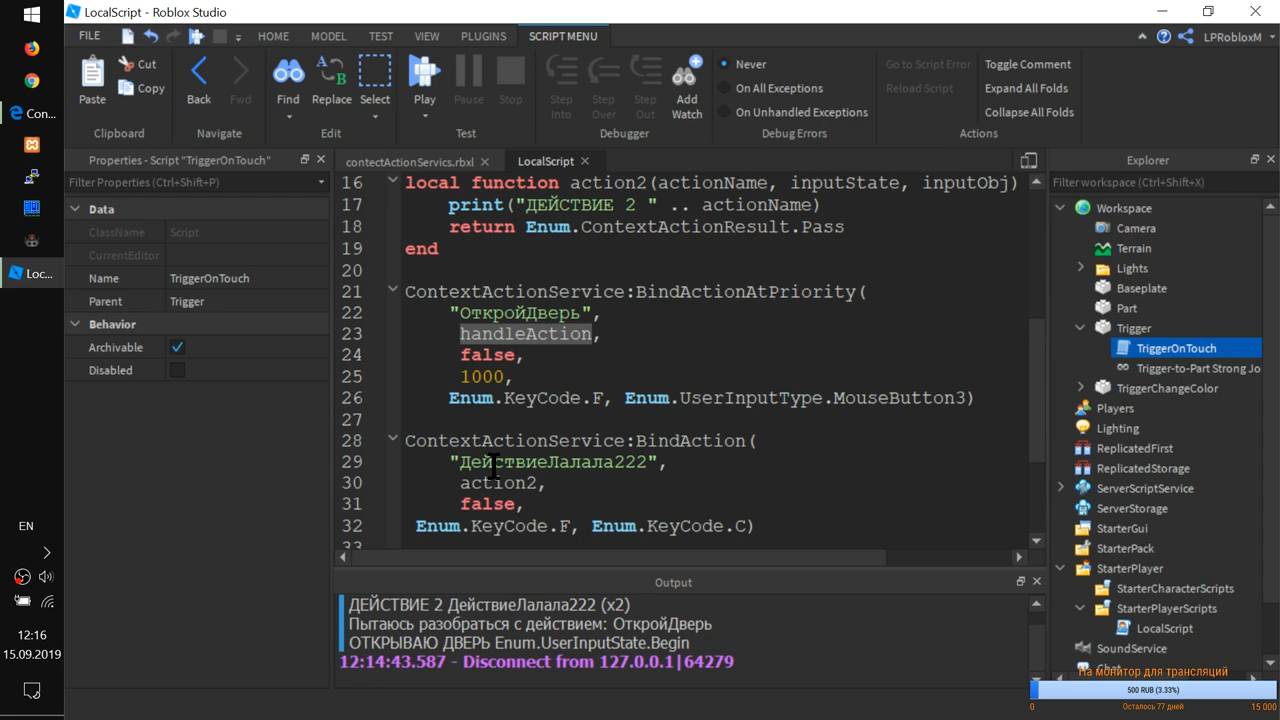 LocalScript - Roblox Studio
FILE
HOME
MODEL
TEST
VIEW
PLUGINS
SCRIPT MENU
LPRobloxM
Paste
Cut
Copy
Clipboard
Back
Fwd
Navigate
Find
Replace
Select
Edit
Play
Pause
Stop
Test
Step Into
Step Over
Step Out
Add Watch
Debugger
Never
On All Exceptions
On Unhandled Exceptions
Debug Errors
Go to Script Error
Reload Script
Toggle Comment
Expand All Folds
Collapse All Folds
Actions
Con...
Loc...
EN
12:16
15.09.2019
Properties - Script "TriggerOnTouch"
Filter Properties (Ctrl+Shift+P)
Data
ClassName Script
CurrentEditor
Name TriggerOnTouch
Parent Trigger
Behavior
Archivable
Disabled
contectActionServics.rbxl
LocalScript
16 local function action2(actionName, inputState, inputObj)
17 print("ДЕЙСТВИЕ 2 " .. actionName)
18 return Enum.ContextActionResult.Pass
19 end
20
21 ContextActionService:BindActionAtPriority(
22 "ОткройДверь",
23 handleAction,
24 false,
25 1000,
26 Enum.KeyCode.F, Enum.UserInputType.MouseButton3)
27
28 ContextActionService:BindAction(
29 "ДействиеЛалала222",
30 action2,
31 false,
32 Enum.KeyCode.F, Enum.KeyCode.C)
33
Output
ДЕЙСТВИЕ 2 ДействиеЛалала222 (x2)
Пытаюсь разобраться с действием: ОткройДверь
ОТКРЫВАЮ ДВЕРЬ Enum.UserInputState.Begin
12:14:43.587 - Disconnect from 127.0.0.1|64279
Explorer
Filter workspace (Ctrl+Shift+X)
Workspace
Camera
Terrain
Lights
Baseplate
Part
Trigger
TriggerOnTouch
Trigger-to-Part Strong Jo
TriggerChangeColor
Players
Lighting
ReplicatedFirst
ReplicatedStorage
ServerScriptService
ServerStorage
StarterGui
StarterPack
StarterPlayer
StarterCharacterScripts
StarterPlayerScripts
LocalScript
SoundService
Chat
На монитор для трансляций
500 RUB (3.33%)
0 Осталось 77 дней 15 000